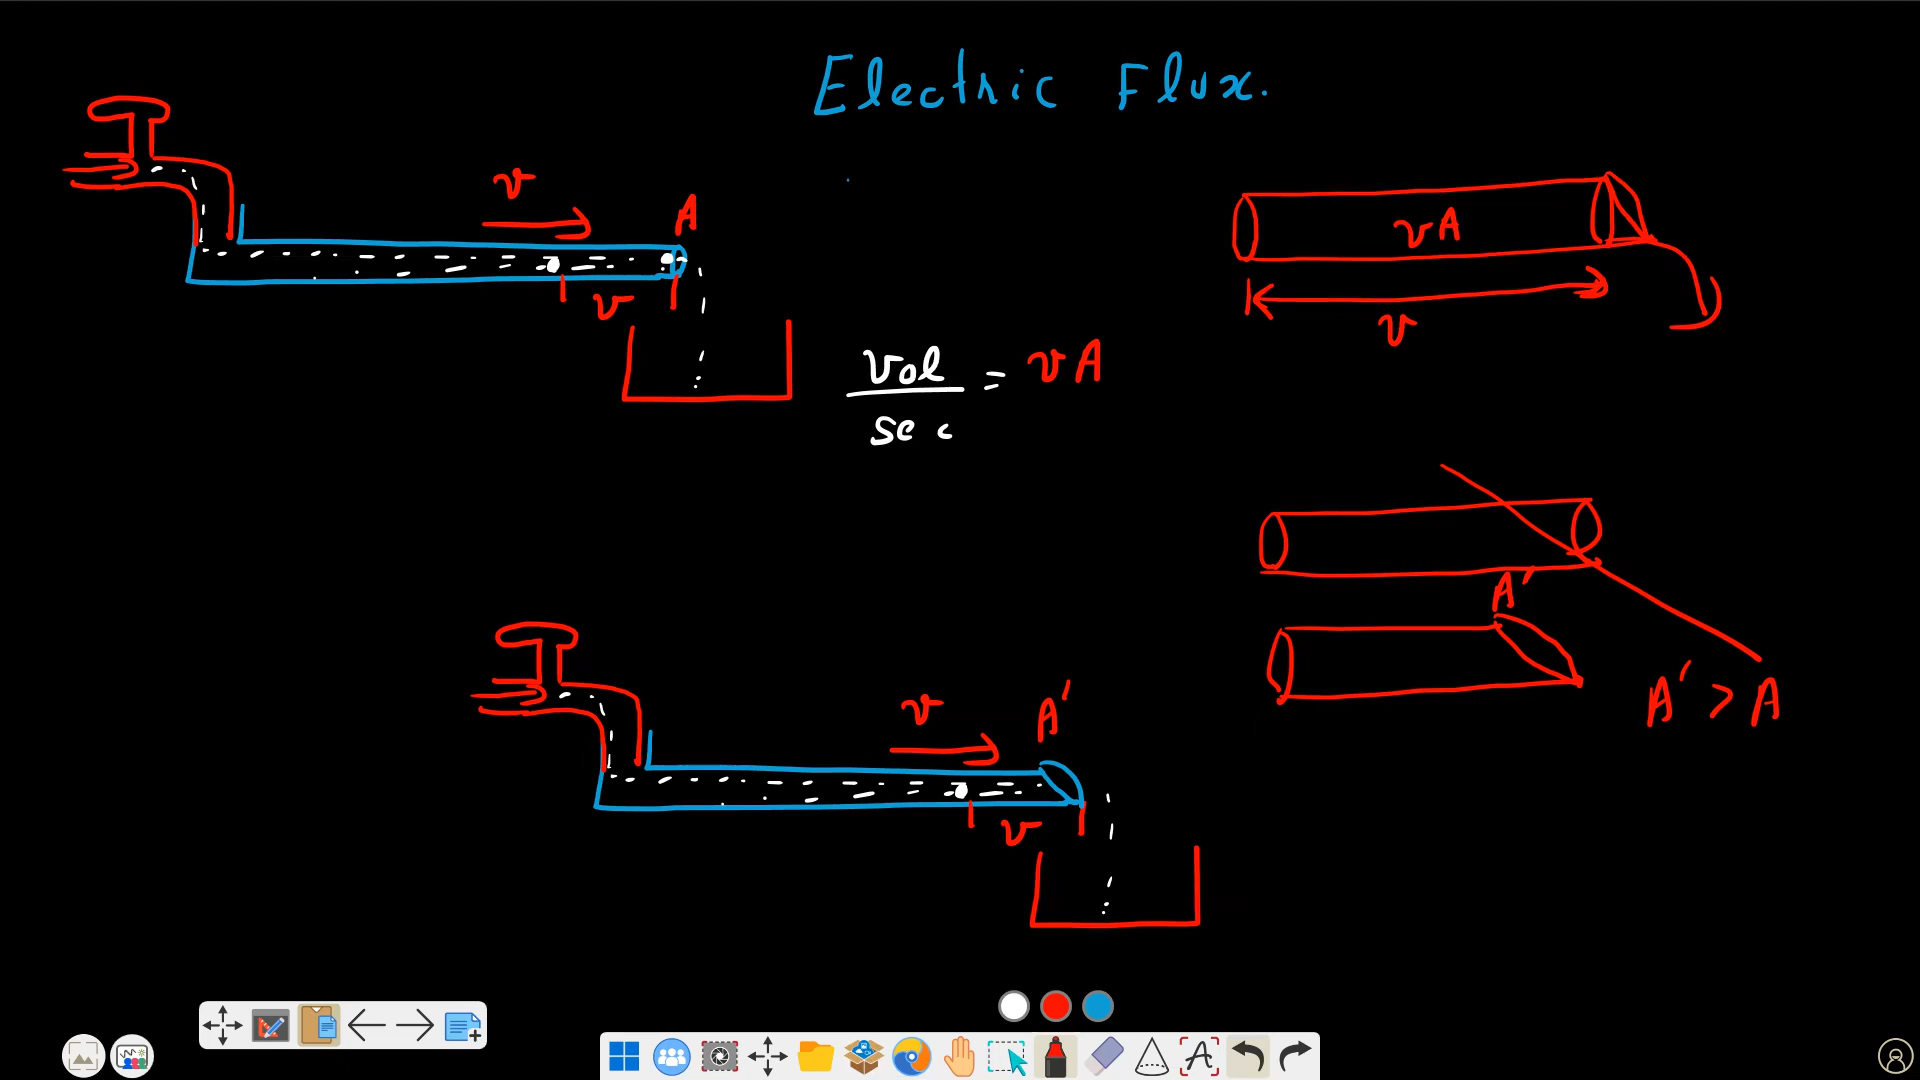 Electric Flux.
v
A
v
vol
sec
= vA
vA
v
A'
A' > A
v
A'
v